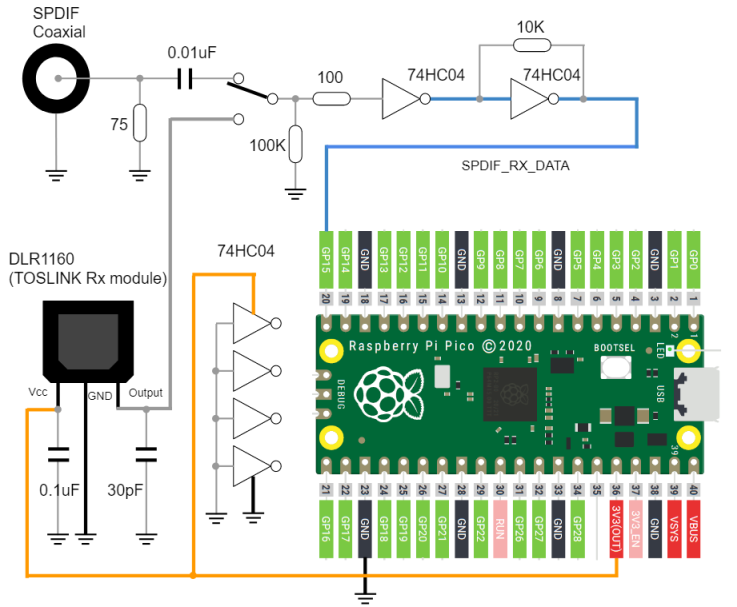 SPDIF
Coaxial
0.01uF
10K
100
74HC04
74HC04
75
100K
SPDIF_RX_DATA
DLR1160
(TOSLINK Rx module)
74HC04
GP15
GP14
GND
GP13
GP12
GP11
GP10
GND
GP9
GP8
GP7
GP6
GND
GP5
GP4
GP3
GP2
GND
GP1
GP0
20
19
18
17
16
15
14
13
12
11
10
9
8
7
6
5
4
3
2
1
2
1
Raspberry Pi Pico © 2020
BOOTSEL
LED
DEBUG
USB
39
Vcc
GND
Output
0.1uF
30pF
21
22
23
24
25
26
27
28
29
30
31
32
33
34
35
36
37
38
39
40
GP16
GP17
GND
GP18
GP19
GP20
GP21
GND
GP22
RUN
GP26
GP27
GND
GP28
3V3(OUT)
3V3_EN
GND
VSYS
VBUS